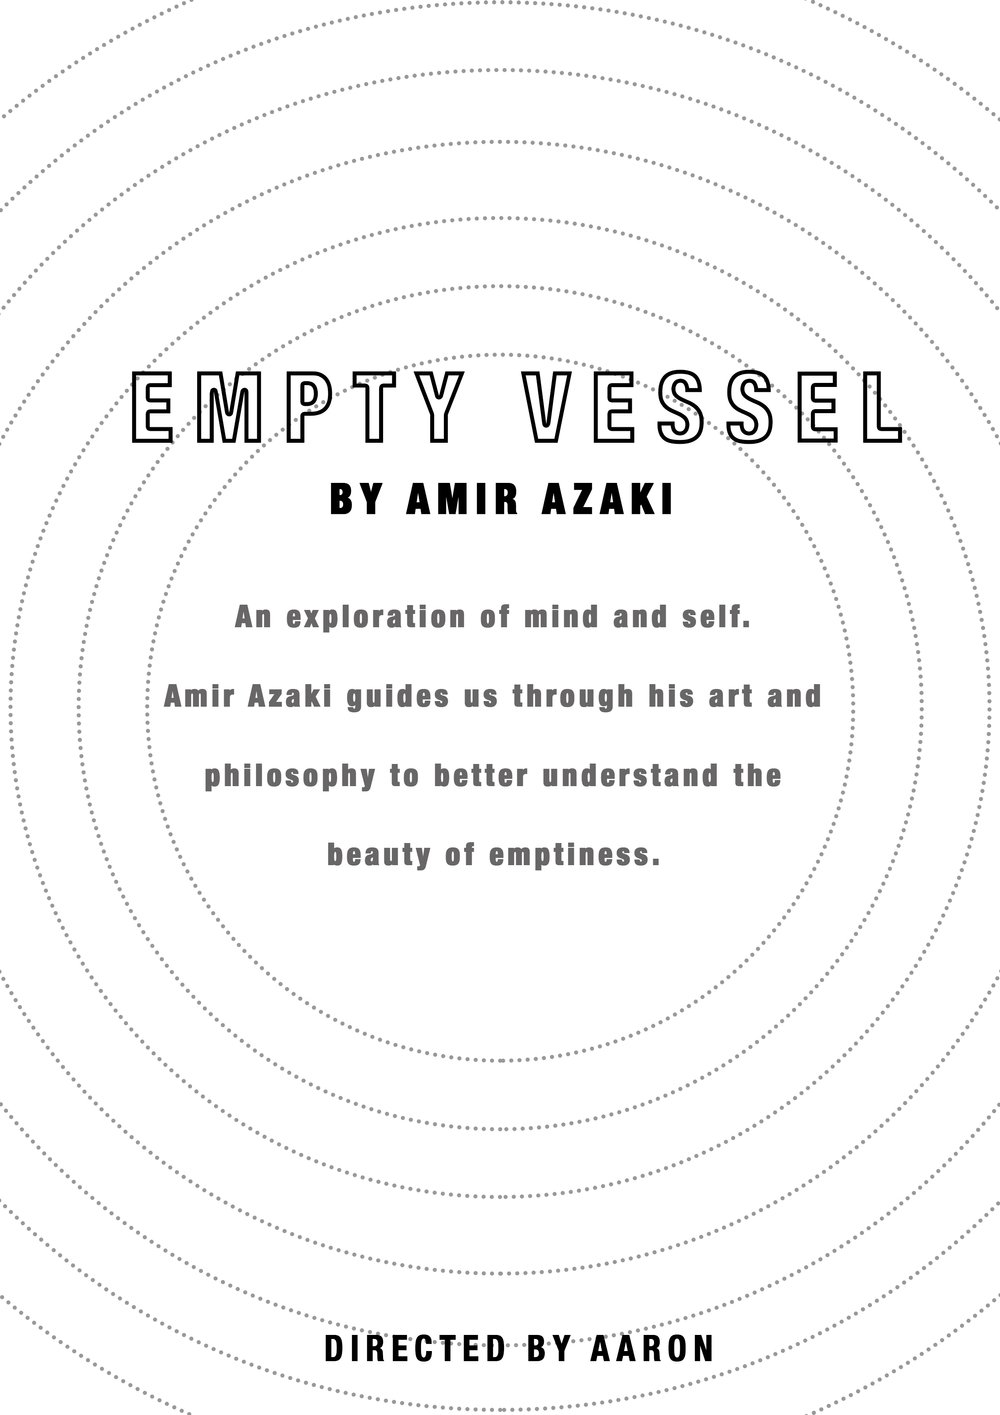 EMPTY VESSEL
BY AMIR AZAKI
An exploration of mind and self.
Amir Azaki guides us through his art and
philosophy to better understand the
beauty of emptiness.
DIRECTED BY AARON